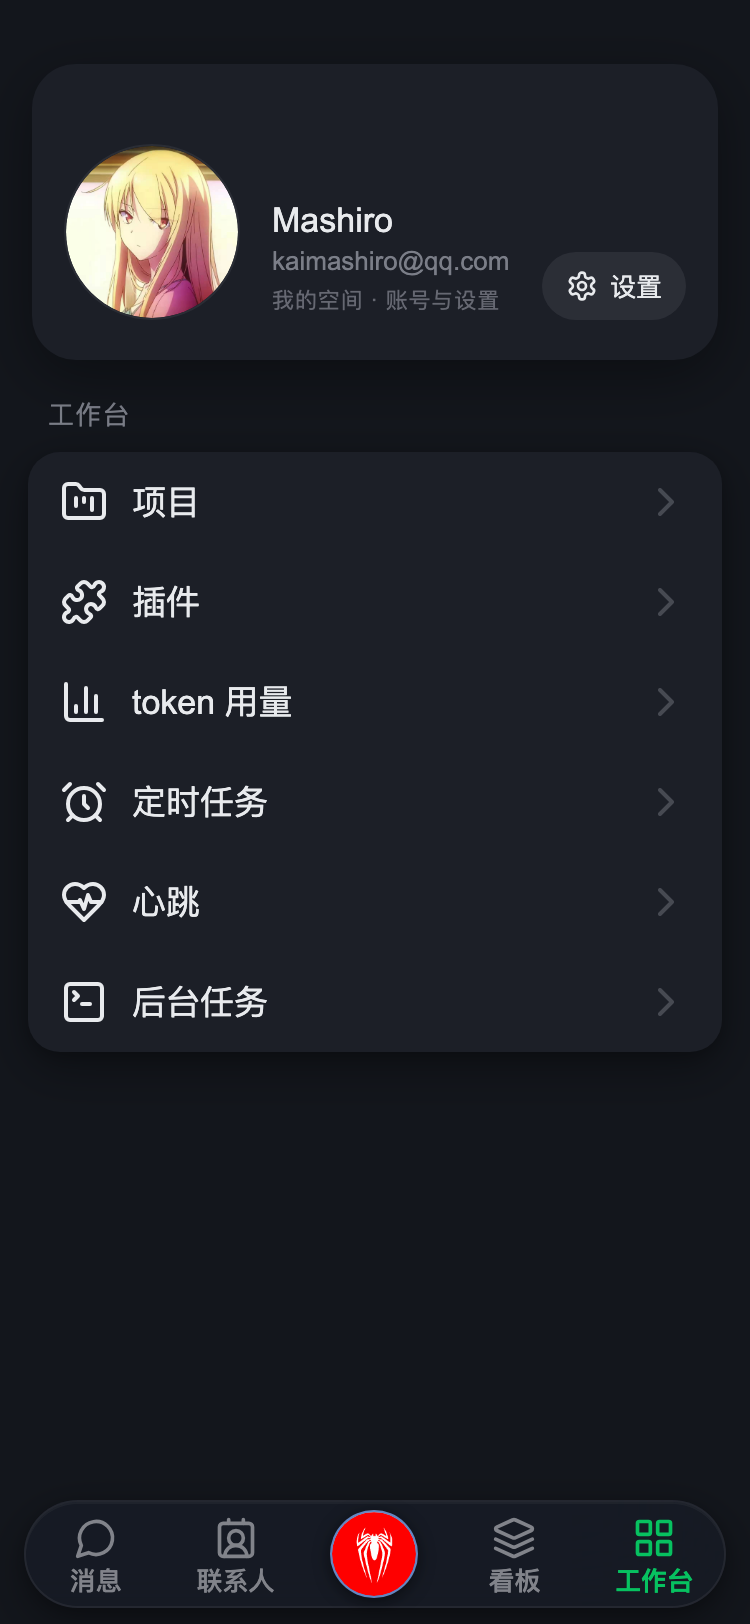 Mashiro
kaimashiro@qq.com
我的空间 · 账号与设置
设置
工作台
项目
插件
token 用量
定时任务
心跳
后台任务
消息
联系人
看板
工作台